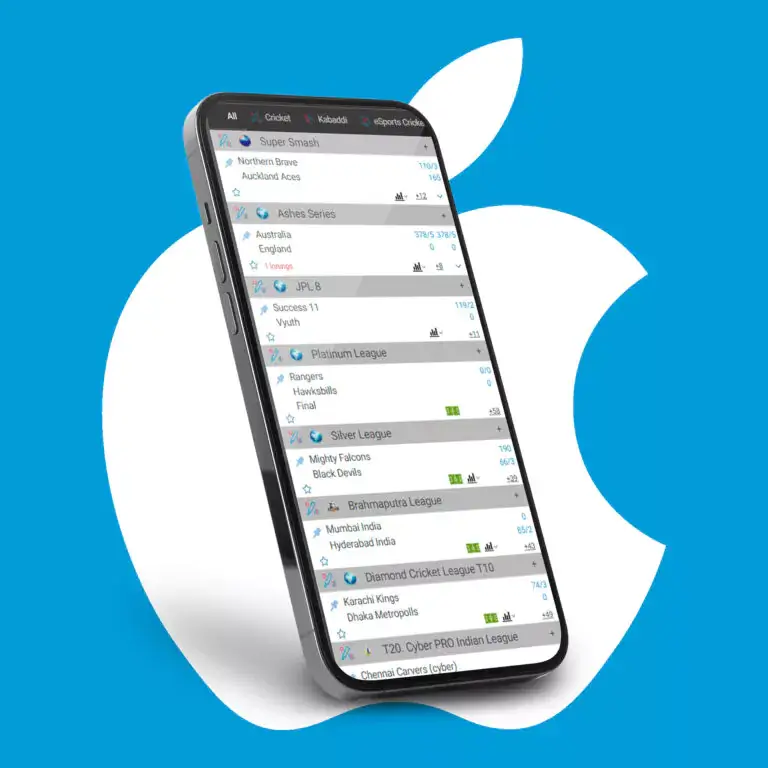 All Cricket Kabaddi eSports Cricke
Super Smash +
Northern Brave 110/3
Auckland Aces 165
+12
Ashes Series +
Australia 378/5 378/5
England 0 0
1 Innings +8
JPL 8 +
Success 11 119/2
Vyuth 0
+11
Platinum League +
Rangers 0/0
Hawksbills 0
Final
+58
Silver League +
Mighty Falcons 190
Black Devils 66/3
+39
Brahmaputra League +
Mumbai India 0
Hyderabad India 65/2
+43
Diamond Cricket League T10 +
Karachi Kings 74/3
Dhaka Metropolls 0
+49
T20. Cyber PRO Indian League +
Chennai Carvers (cyber)